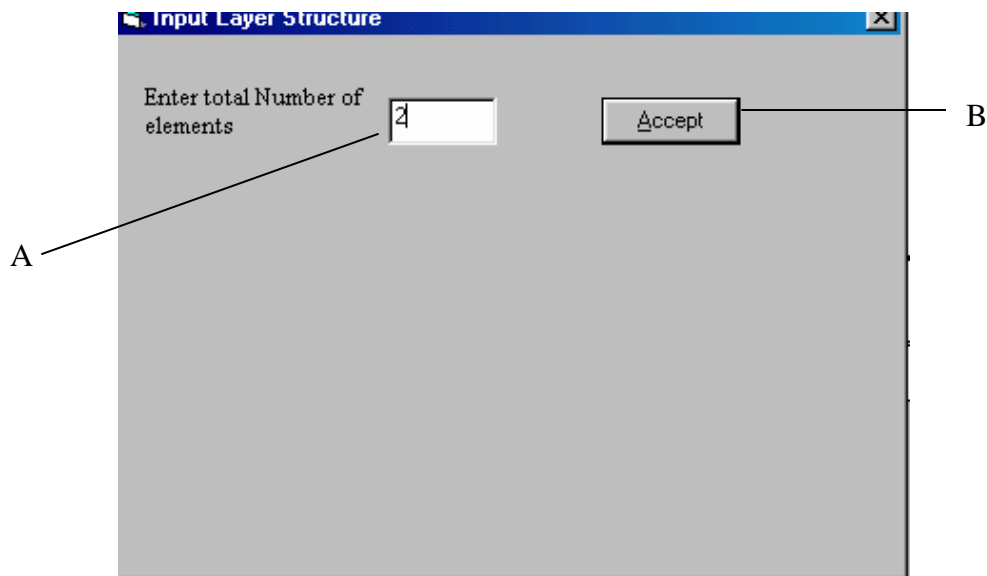 Input Layer Structure
Enter total Number of
elements
2
Accept
B
A